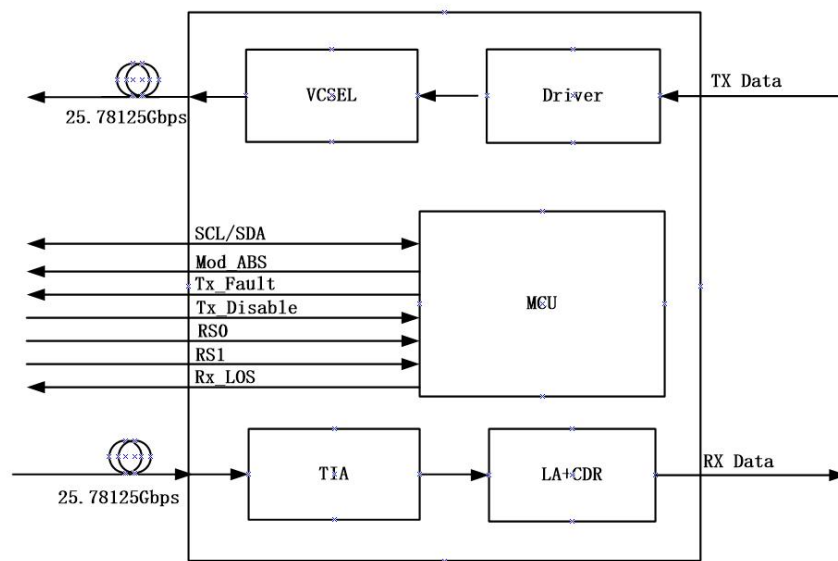 VCSEL
Driver
TX Data
25.78125Gbps
SCL/SDA
Mod_ABS
Tx_Fault
Tx_Disable
MCU
RS0
RS1
Rx_LOS
TIA
LA+CDR
RX Data
25.78125Gbps